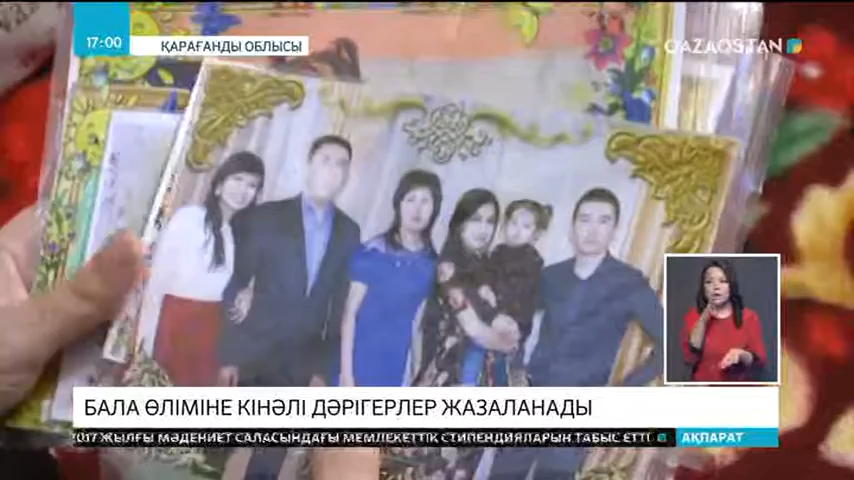 17:00
ҚАРАҒАНДЫ ОБЛЫСЫ
QAZAQSTAN
БАЛА ӨЛІМІНЕ КІНӘЛІ ДӘРІГЕРЛЕР ЖАЗАЛАНАДЫ
2017 ЖЫЛҒЫ МӘДЕНИЕТ САЛАСЫНДАҒЫ МЕМЛЕКЕТТІК СТИПЕНДИЯЛАРЫН ТАБЫС ЕТТІ
АҚПАРАТ